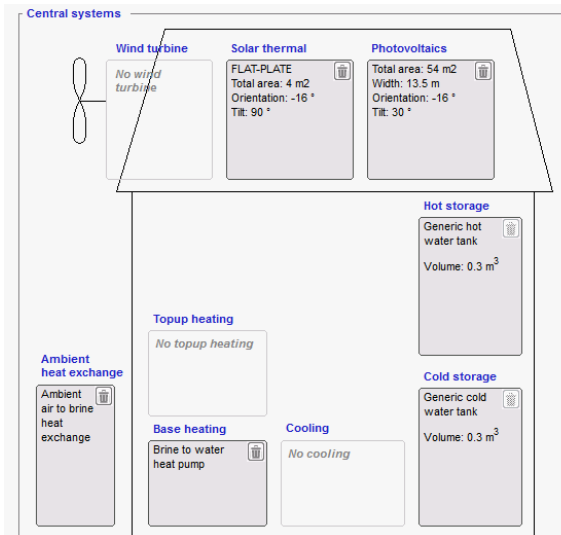 Central systems
Wind turbine
No wind
turbine
Solar thermal
FLAT-PLATE
Total area: 4 m2
Orientation: -16 °
Tilt: 90 °
Photovoltaics
Total area: 54 m2
Width: 13.5 m
Orientation: -16 °
Tilt: 30 °
Hot storage
Generic hot
water tank
Volume: 0.3 m³
Topup heating
No topup heating
Ambient
heat exchange
Ambient
air to brine
heat
exchange
Base heating
Brine to water
heat pump
Cooling
No cooling
Cold storage
Generic cold
water tank
Volume: 0.3 m³